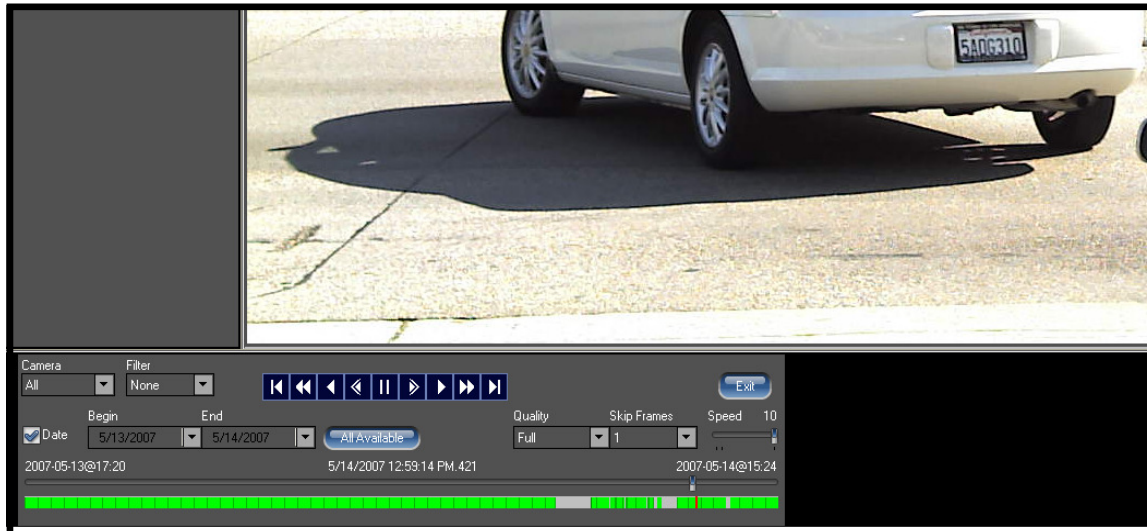 5AOG310
Camera
Filter
All
None
Exit
Begin
End
Quality
Skip Frames
Speed
10
Date
5/13/2007
5/14/2007
All Available
Full
1
2007-05-13@17:20
5/14/2007 12:59:14 PM.421
2007-05-14@15:24